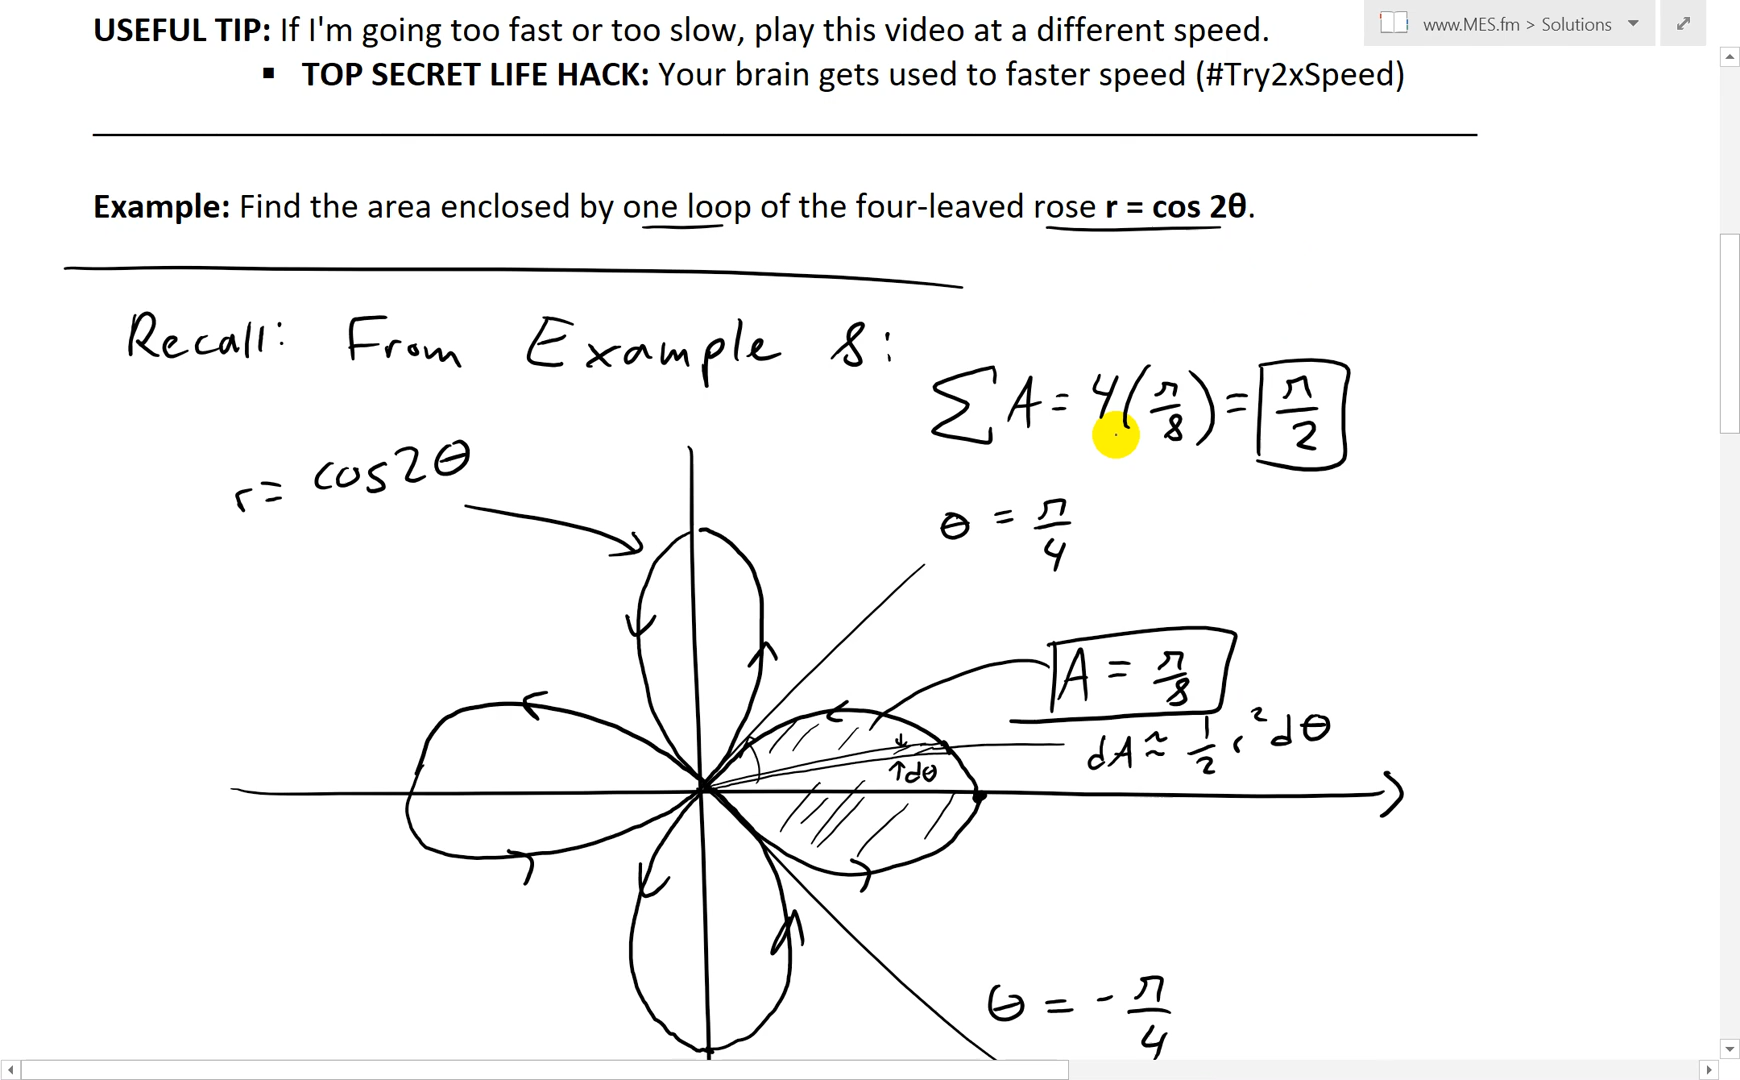 USEFUL TIP: If I'm going too fast or too slow, play this video at a different speed.
www.MES.fm > Solutions
▪ TOP SECRET LIFE HACK: Your brain gets used to faster speed (#Try2xSpeed)
Example: Find the area enclosed by one loop of the four-leaved rose r = cos 2θ.
Recall: From Example 8:
∑ A = 4(π/8) = π/2
r = cos2θ
θ = π/4
A = π/8
dA ≈ 1/2 r² dθ
dθ
θ = -π/4